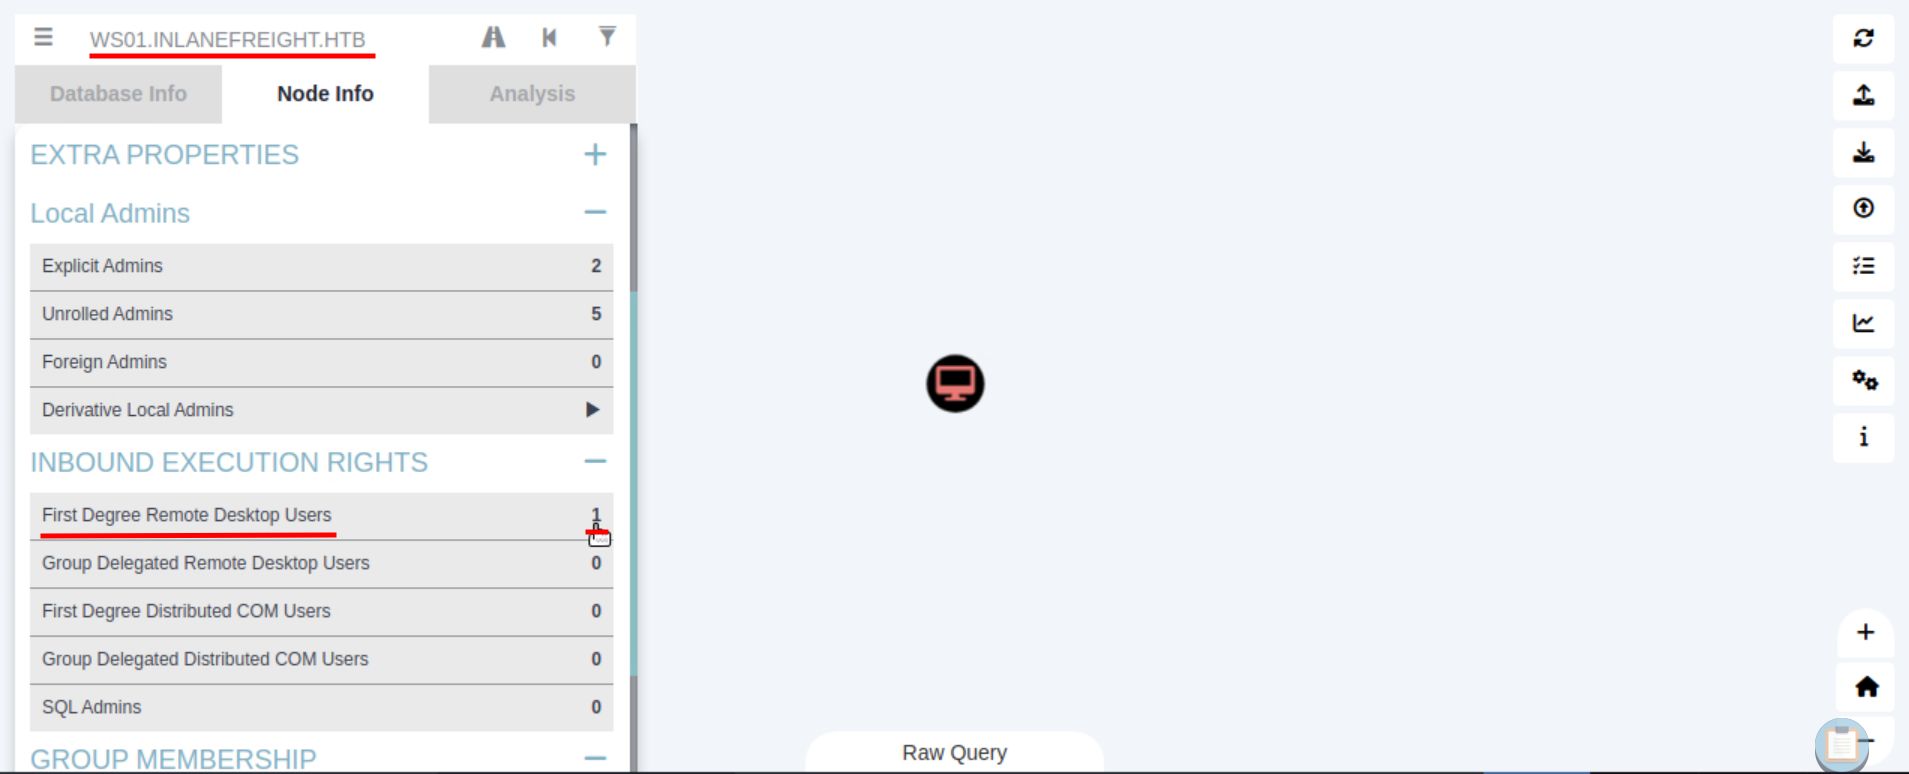 WS01.INLANEFREIGHT.HTB
Database Info
Node Info
Analysis
EXTRA PROPERTIES
Local Admins
Explicit Admins 2
Unrolled Admins 5
Foreign Admins 0
Derivative Local Admins
INBOUND EXECUTION RIGHTS
First Degree Remote Desktop Users 1
Group Delegated Remote Desktop Users 0
First Degree Distributed COM Users 0
Group Delegated Distributed COM Users 0
SQL Admins 0
GROUP MEMBERSHIP
Raw Query